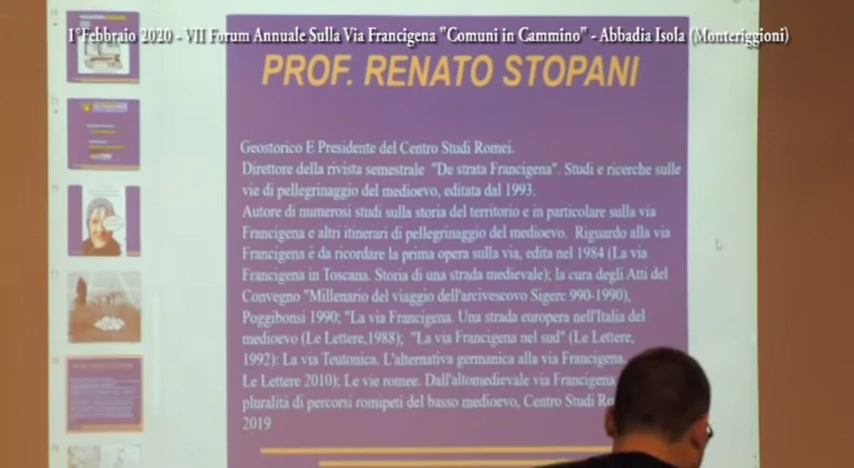 1°Febbraio 2020 - VII Forum Annuale Sulla Via Francigena "Comuni in Cammino" - Abbadia Isola (Monteriggioni)
PROF. RENATO STOPANI
Geostorico E Presidente del Centro Studi Romei.
Direttore della rivista semestrale "De strata Francigena". Studi e ricerche sulle
vie di pellegrinaggio del medioevo, editata dal 1993.
Autore di numerosi studi sulla storia del territorio e in particolare sulla via
Francigena e altri itinerari di pellegrinaggio del medioevo. Riguardo alla via
Francigena è da ricordare la prima opera sulla via, edita nel 1984 (La via
Francigena in Toscana. Storia di una strada medievale); la cura degli Atti del
Convegno "Millenario del viaggio dell'arcivescovo Sigeric 990-1990),
Poggibonsi 1990; "La via Francigena. Una strada europera nell'Italia del
medioevo (Le Lettere,1988); "La via Francigena nel sud" (Le Lettere,
1992): La via Teutonica. L'alternativa germanica alla via Francigena.
Le Lettere 2010); Le vie romee. Dall'altomedievale via Francigena
pluralità di percorsi romipeti del basso medioevo, Centro Studi Ro
2019